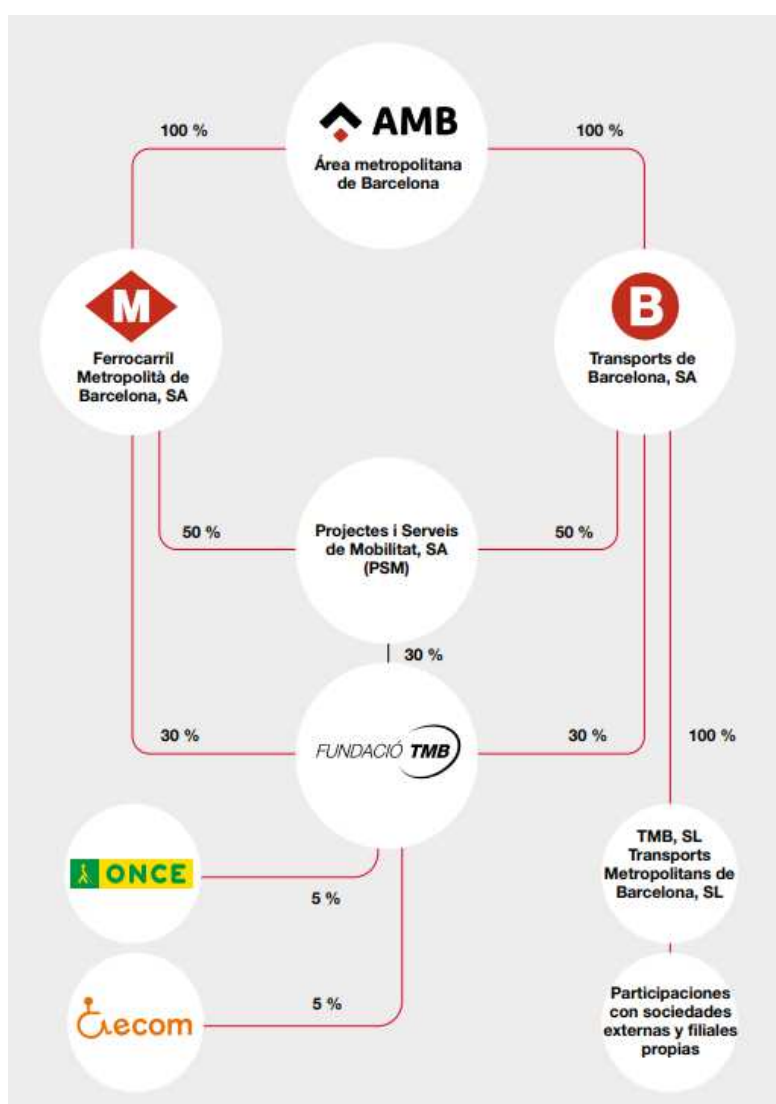 AMB
100 %
100 %
Área metropolitana
de Barcelona
M
B
Ferrocarril
Metropolità de
Barcelona, SA
Transports de
Barcelona, SA
50 %
Projectes i Serveis
de Mobilitat, SA
(PSM)
50 %
30 %
30 %
FUNDACIÓ TMB
30 %
100 %
ONCE
5 %
TMB, SL
Transports
Metropolitans de
Barcelona, SL
ecom
5 %
Participaciones
con sociedades
externas y filiales
propias